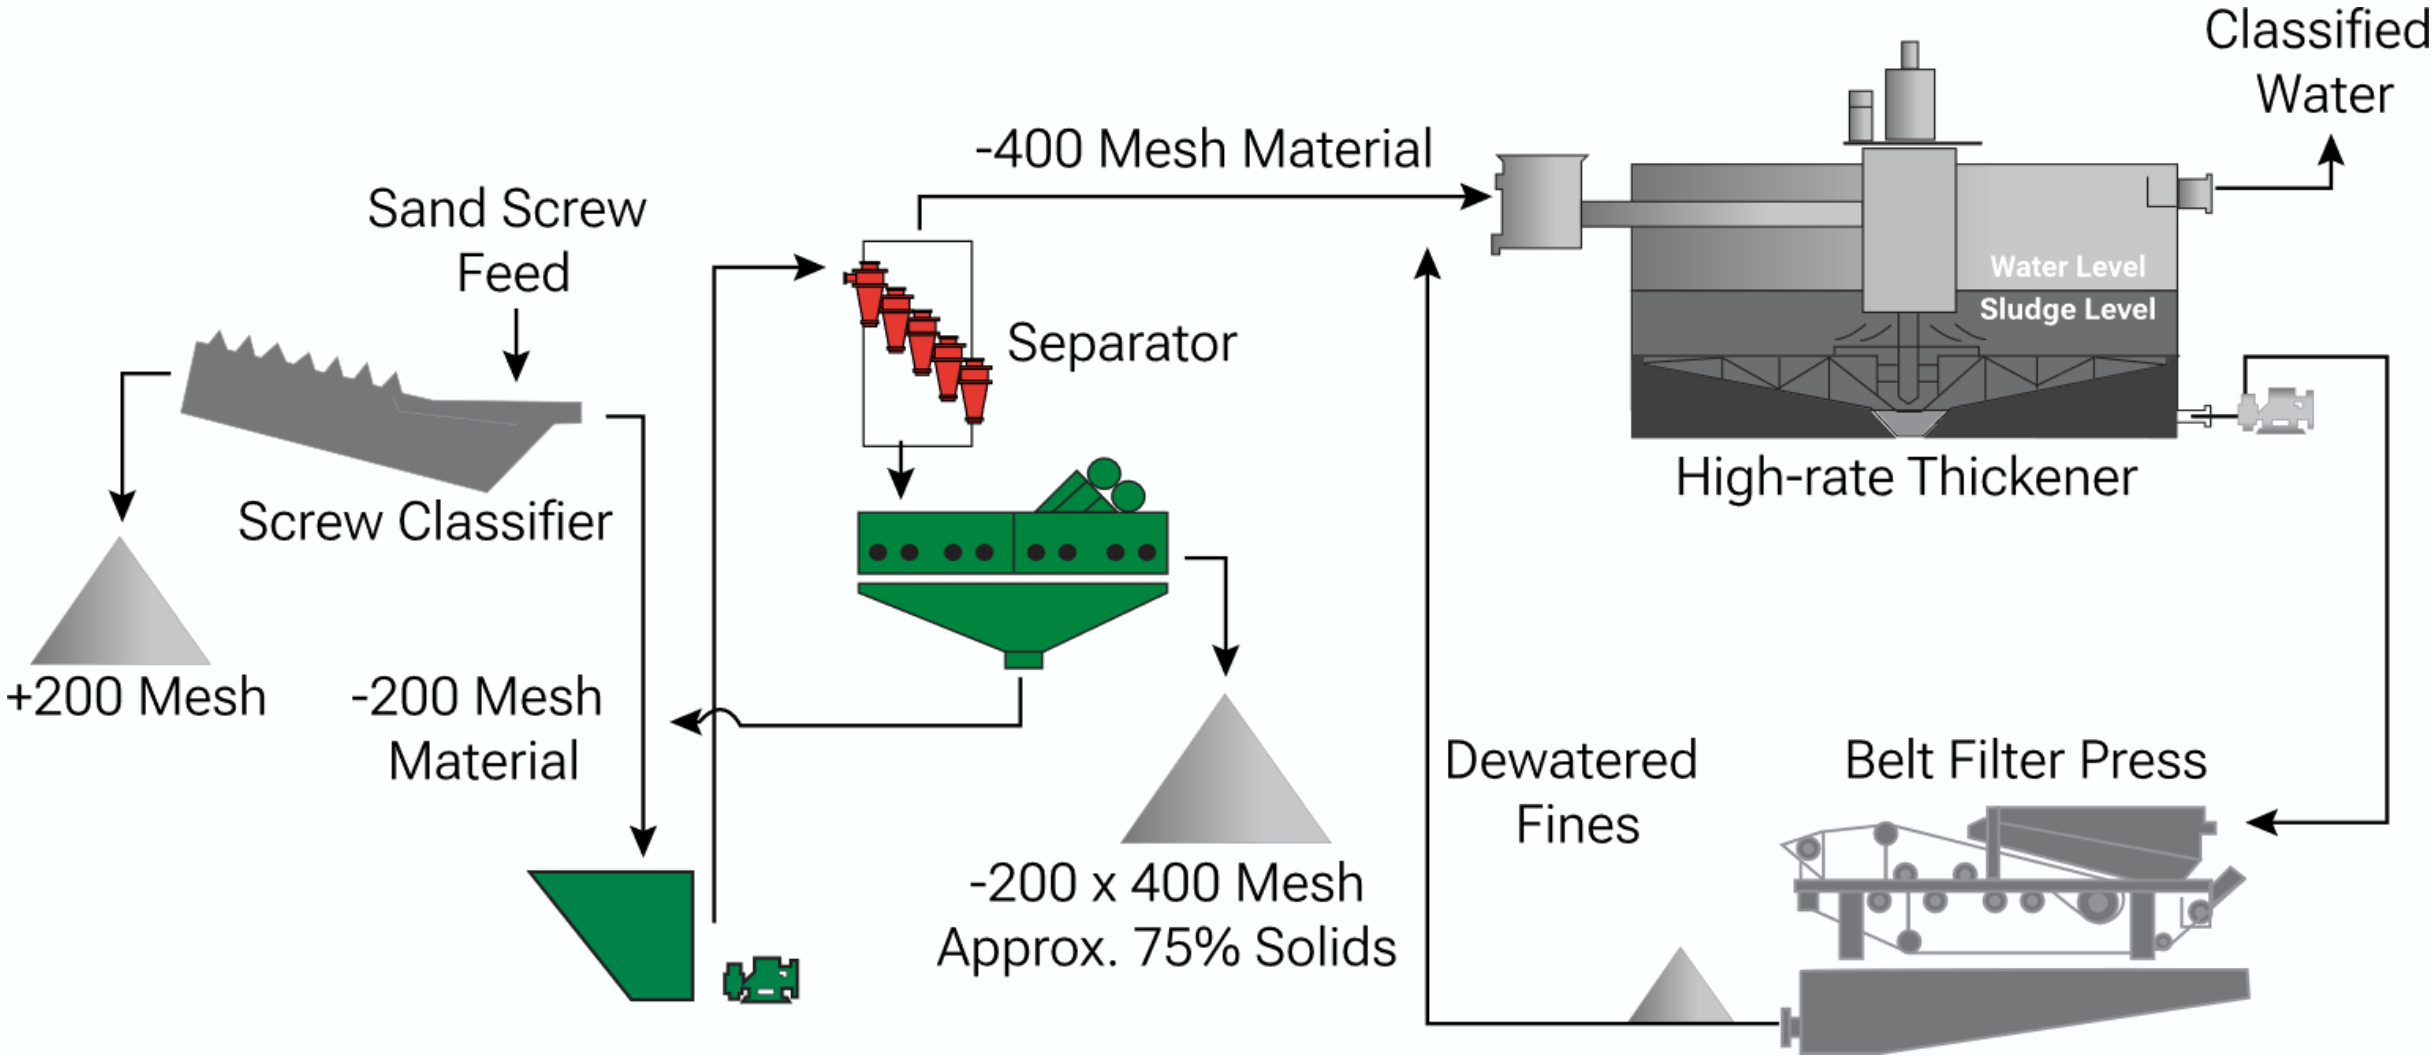 Classified
Water
-400 Mesh Material
Sand Screw
Feed
Water Level
Sludge Level
Separator
High-rate Thickener
Screw Classifier
+200 Mesh
-200 Mesh
Material
Dewatered
Fines
Belt Filter Press
-200 x 400 Mesh
Approx. 75% Solids